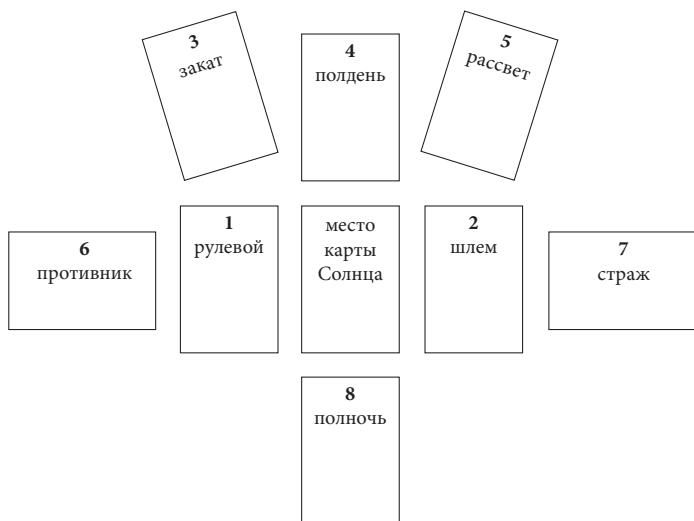 3
закат
4
полдень
5
рассвет
6
противник
1
рулевой
место
карты
Солнца
2
шлем
7
страж
8
полночь